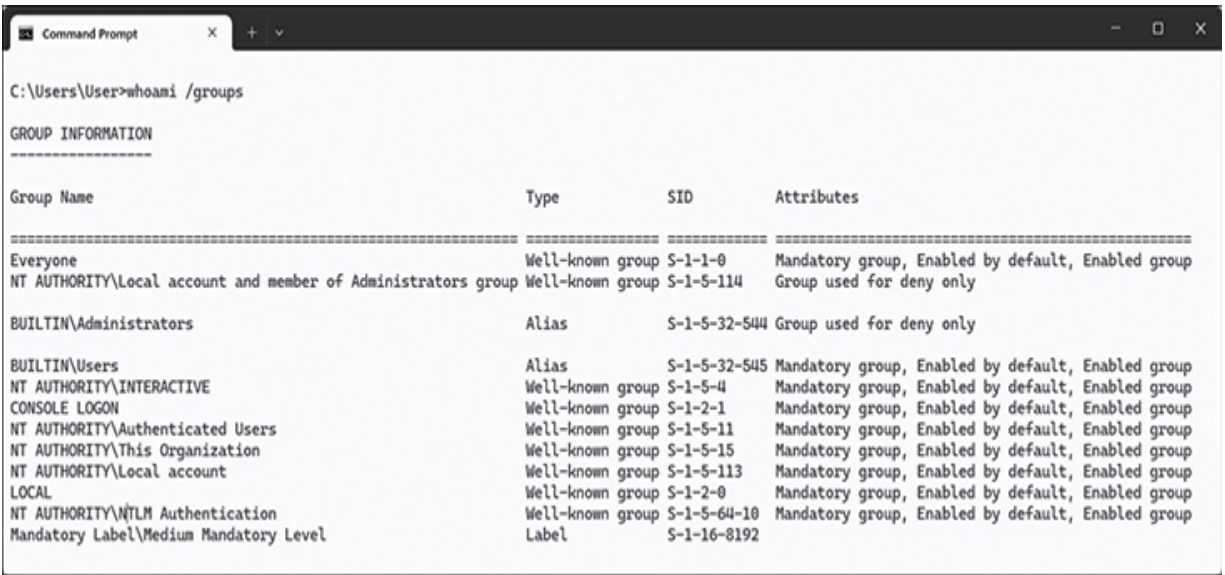 Command Prompt
C:\Users\User>whoami /groups
GROUP INFORMATION
-----------------
Group Name Type SID Attributes
============================================================= ================ ============ ==================================================
Everyone Well-known group S-1-1-0 Mandatory group, Enabled by default, Enabled group
NT AUTHORITY\Local account and member of Administrators group Well-known group S-1-5-114 Group used for deny only
BUILTIN\Administrators Alias S-1-5-32-544 Group used for deny only
BUILTIN\Users Alias S-1-5-32-545 Mandatory group, Enabled by default, Enabled group
NT AUTHORITY\INTERACTIVE Well-known group S-1-5-4 Mandatory group, Enabled by default, Enabled group
CONSOLE LOGON Well-known group S-1-2-1 Mandatory group, Enabled by default, Enabled group
NT AUTHORITY\Authenticated Users Well-known group S-1-5-11 Mandatory group, Enabled by default, Enabled group
NT AUTHORITY\This Organization Well-known group S-1-5-15 Mandatory group, Enabled by default, Enabled group
NT AUTHORITY\Local account Well-known group S-1-5-113 Mandatory group, Enabled by default, Enabled group
LOCAL Well-known group S-1-2-0 Mandatory group, Enabled by default, Enabled group
NT AUTHORITY\NTLM Authentication Well-known group S-1-5-64-10 Mandatory group, Enabled by default, Enabled group
Mandatory Label\Medium Mandatory Level Label S-1-16-8192